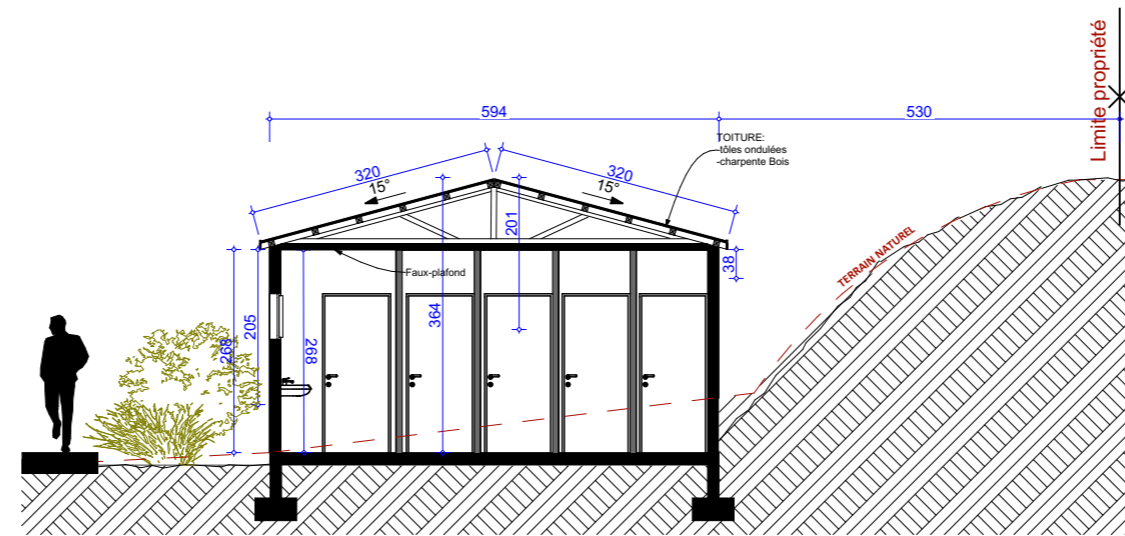 Limite propriété
594
530
TOITURE:
-tôles ondulées
-charpente Bois
320
320
15°
15°
201
TERRAIN NATUREL
38
Faux-plafond
364
205
268
268